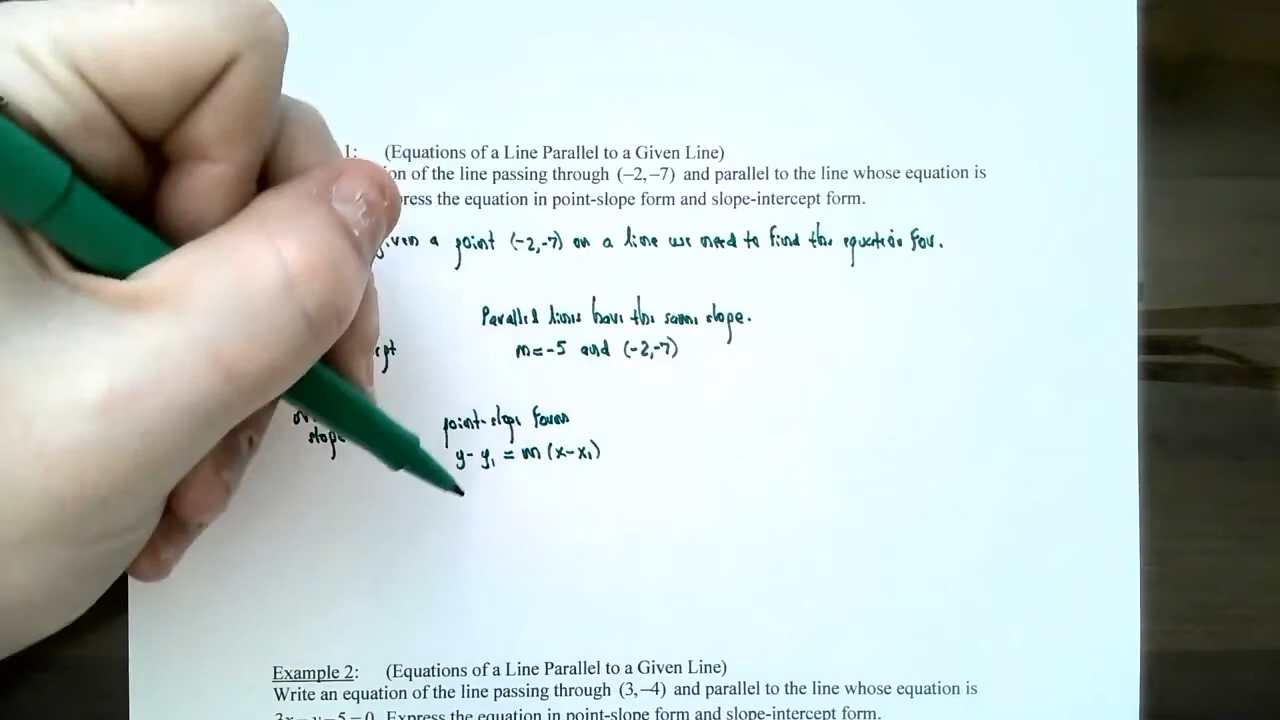 1: (Equations of a Line Parallel to a Given Line)
of the line passing through (−2,−7) and parallel to the line whose equation is
the equation in point-slope form and slope-intercept form.
a point (-2,-7) on a line we need to find the equation for.
Parallel lines have the same slope.
m=-5 and (-2,-7)
point-slope form
slope
y- y₁ = m (x-x₁)
Example 2: (Equations of a Line Parallel to a Given Line)
Write an equation of the line passing through (3,−4) and parallel to the line whose equation is
3x − y − 5 = 0. Express the equation in point-slope form and slope-intercept form.